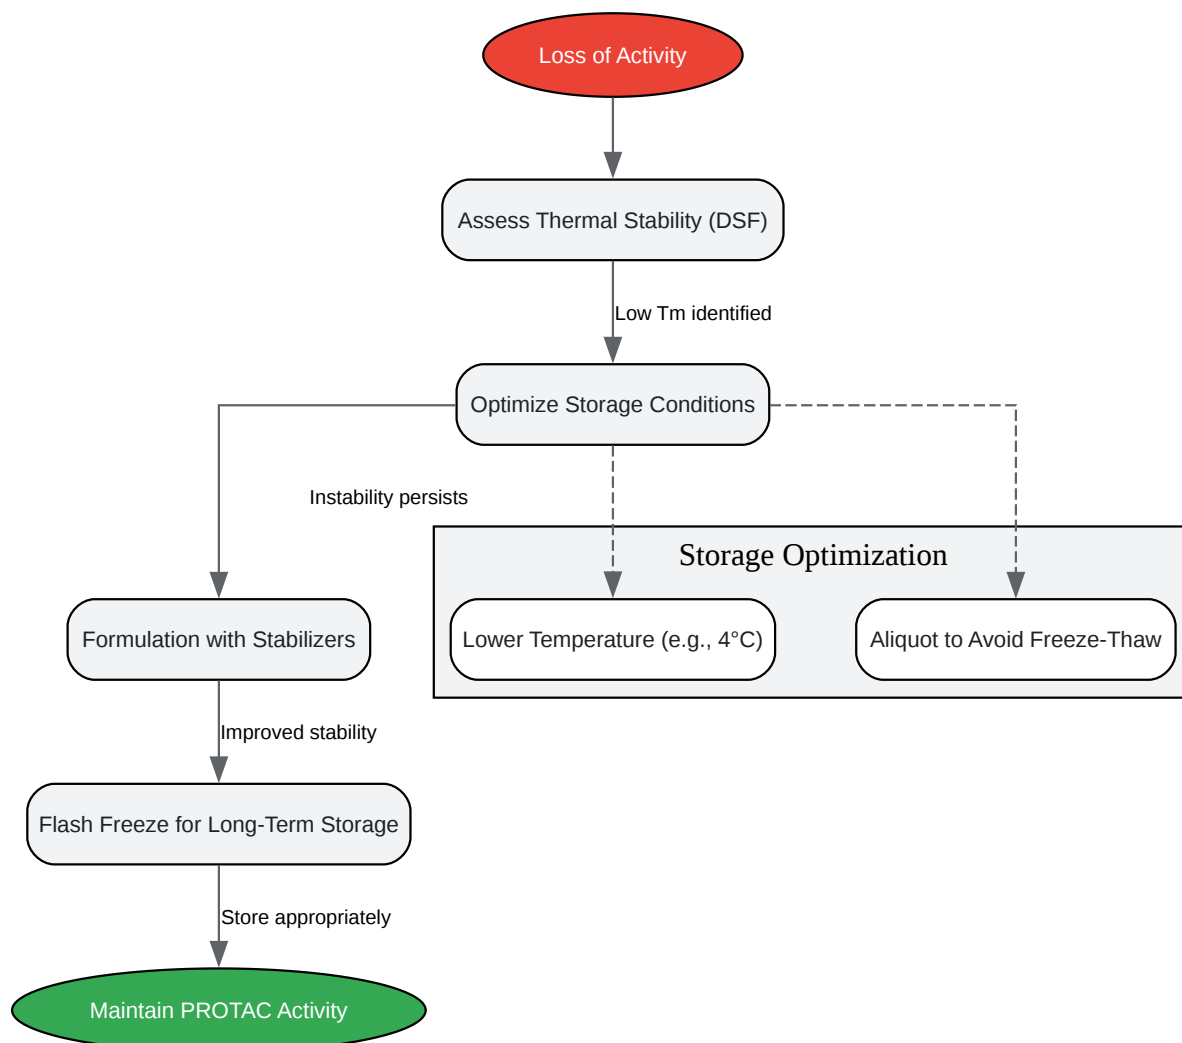 Loss of Activity
Assess Thermal Stability (DSF)
Low Tm identified
Optimize Storage Conditions
Instability persists
Storage Optimization
Formulation with Stabilizers
Lower Temperature (e.g., 4°C)
Aliquot to Avoid Freeze-Thaw
Improved stability
Flash Freeze for Long-Term Storage
Store appropriately
Maintain PROTAC Activity